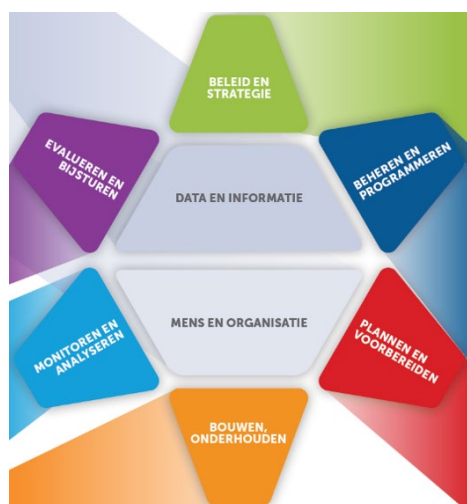 BELEID EN
STRATEGIE
BEHEREN EN
PROGRAMMEREN
PLANNEN EN
VOORBEREIDEN
BOUWEN,
ONDERHOUDEN
MONITOREN EN
ANALYSEREN
EVALUEREN EN
BIJSTUREN
DATA EN INFORMATIE
MENS EN ORGANISATIE